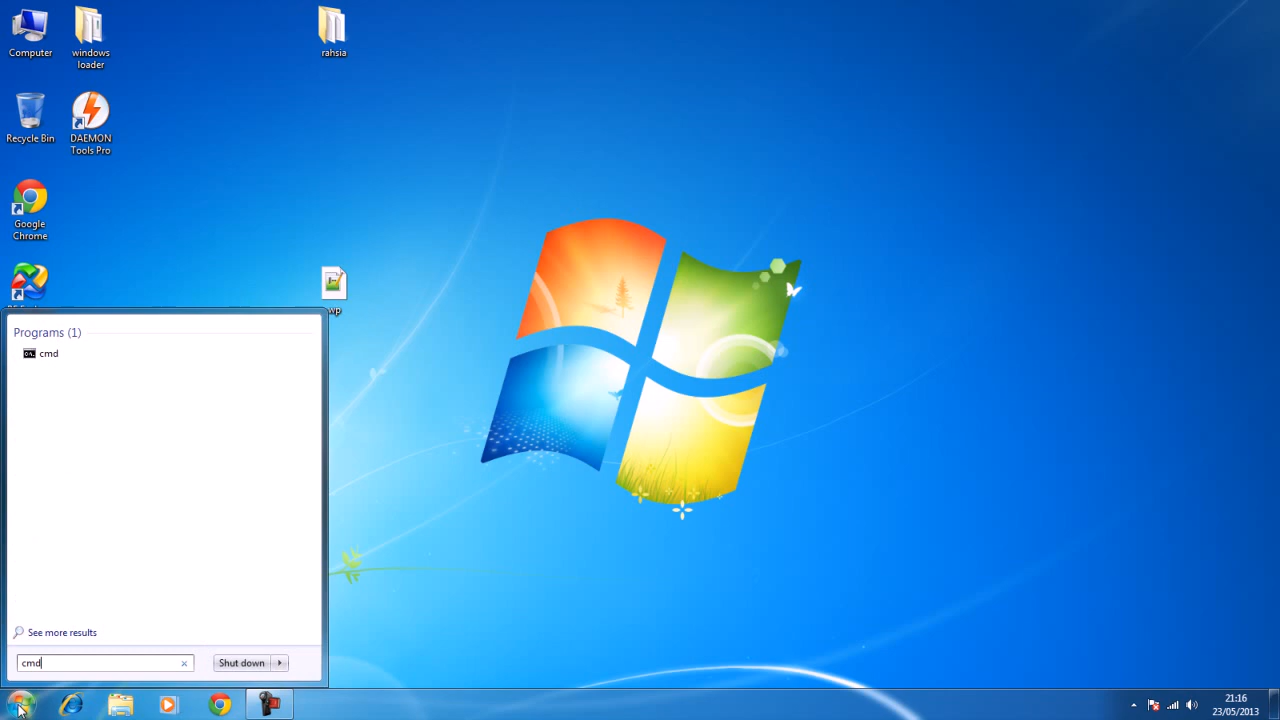 Computer
windows
loader
rahsia
Recycle Bin
DAEMON
Tools Pro
Google
Chrome
wp
Programs (1)
cmd
See more results
cmd
Shut down
21:16
23/05/2013